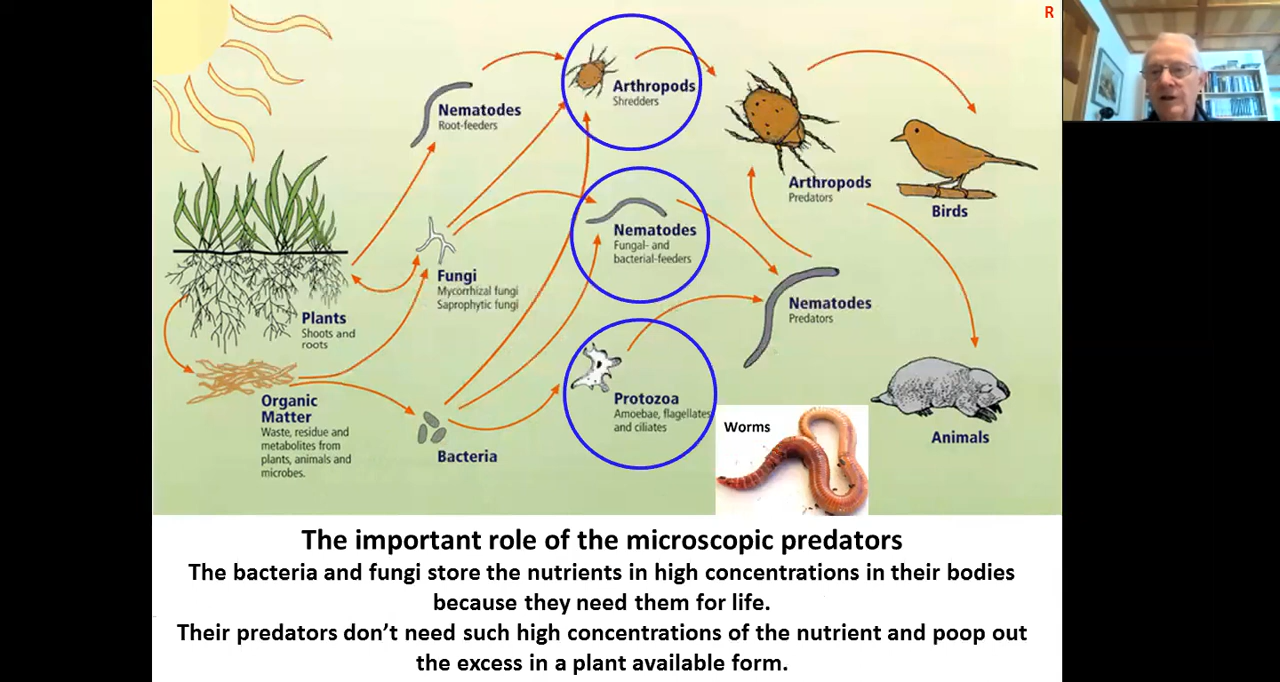 R
Arthropods
Shredders
Nematodes
Root-feeders
Arthropods
Predators
Birds
Nematodes
Fungal- and
bacterial-feeders
Fungi
Mycorrhizal fungi
Saprophytic fungi
Nematodes
Predators
Plants
Shoots and
roots
Organic
Matter
Waste, residue and
metabolites from
plants, animals and
microbes.
Bacteria
Protozoa
Amoebae, flagellates
and ciliates
Worms
Animals
The important role of the microscopic predators
The bacteria and fungi store the nutrients in high concentrations in their bodies
because they need them for life.
Their predators don’t need such high concentrations of the nutrient and poop out
the excess in a plant available form.